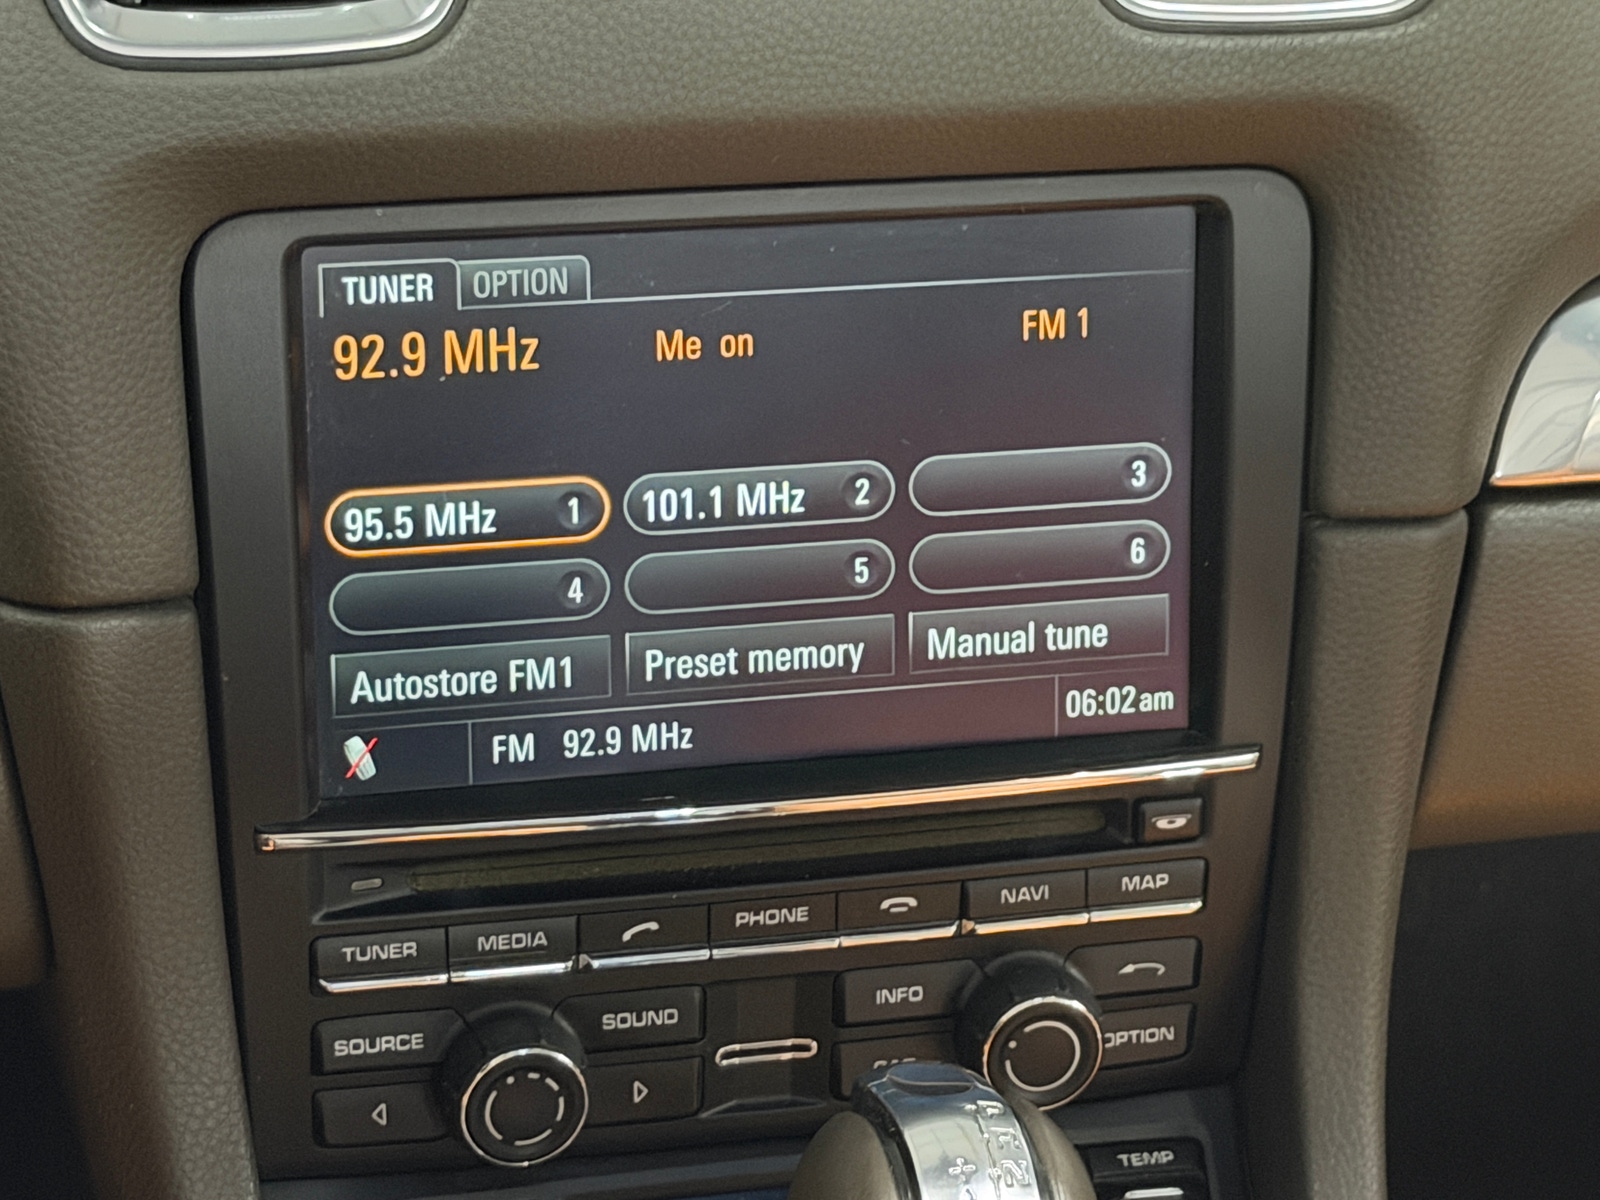 TUNER OPTION
92.9 MHz Me on FM 1
95.5 MHz 1 101.1 MHz 2 3
4 5 6
Autostore FM1 Preset memory Manual tune
FM 92.9 MHz 06:02am
TUNER MEDIA PHONE NAVI MAP
SOURCE SOUND INFO OPTION
TEMP